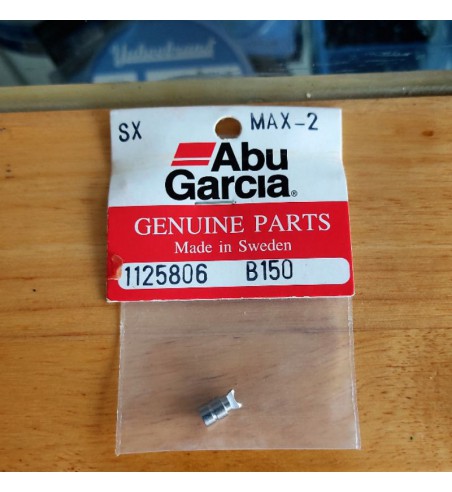 SX MAX-2
Abu
Garcia®
GENUINE PARTS
Made in Sweden
1125806 B150